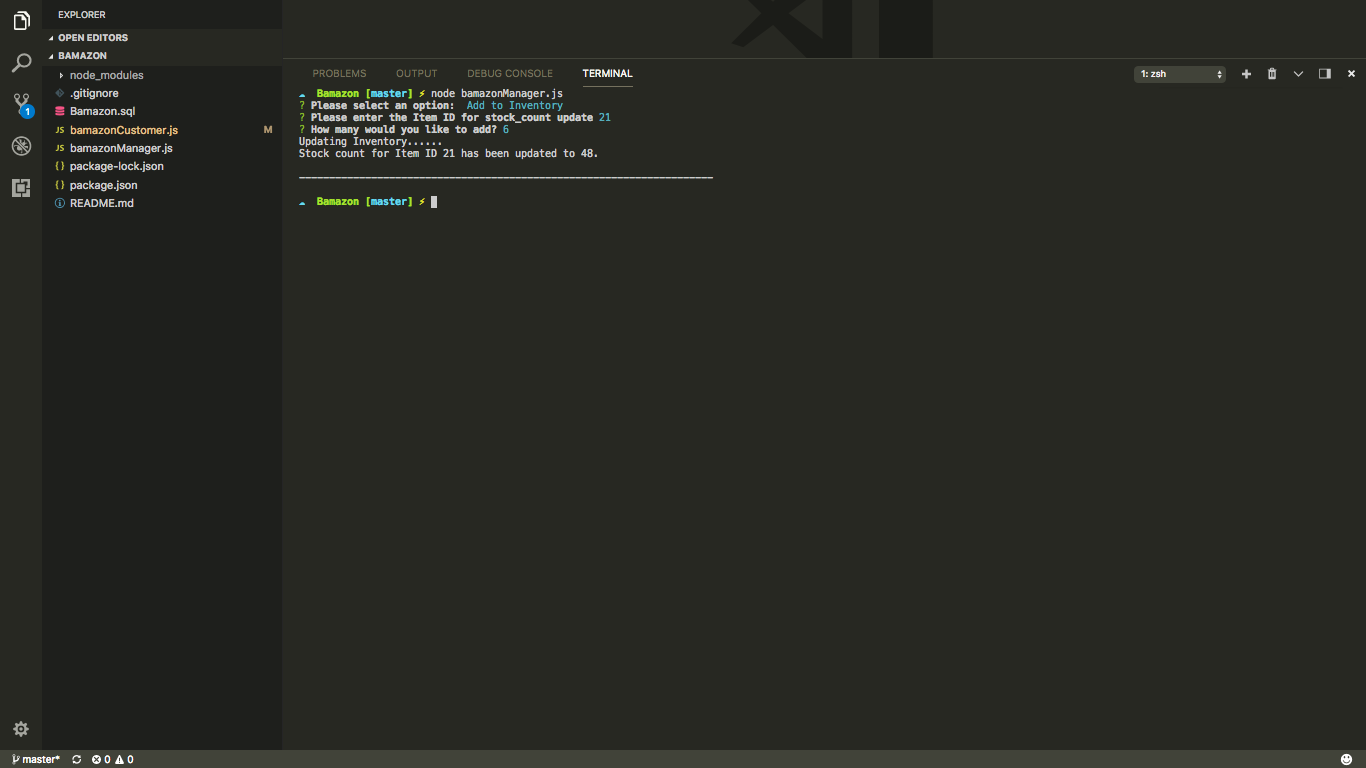 EXPLORER
OPEN EDITORS
BAMAZON
node_modules
.gitignore
Bamazon.sql
JS bamazonCustomer.js M
JS bamazonManager.js
{} package-lock.json
{} package.json
README.md
1
PROBLEMS OUTPUT DEBUG CONSOLE TERMINAL
1: zsh
Bamazon [master] ⚡ node bamazonManager.js
? Please select an option: Add to Inventory
? Please enter the Item ID for stock_count update 21
? How many would you like to add? 6
Updating Inventory......
Stock count for Item ID 21 has been updated to 48.
---------------------------------------------------------------------
Bamazon [master] ⚡
master* 0 0